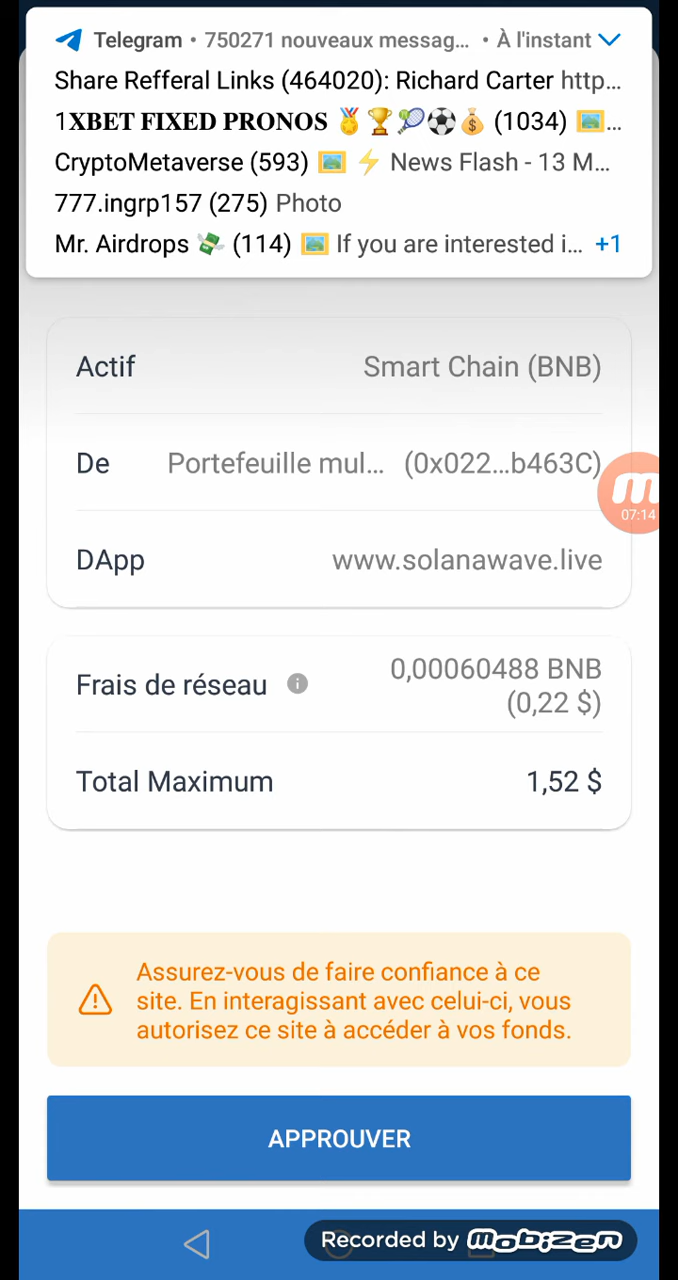 Telegram • 750271 nouveaux messag... • À l'instant
Share Refferal Links (464020): Richard Carter http...
1𝐗𝐁𝐄𝐓 𝐅𝐈𝐗𝐄𝐃 𝐏𝐑𝐎𝐍𝐎𝐒 🏅🏆🎾⚽💰 (1034) 🖼️...
CryptoMetaverse (593) 🖼️ ⚡ News Flash - 13 M...
777.ingrp157 (275) Photo
Mr. Airdrops 💸 (114) 🖼️ If you are interested i... +1
Actif Smart Chain (BNB)
De Portefeuille mul... (0x022...b463C)
07:14
DApp www.solanawave.live
Frais de réseau 0,00060488 BNB
(0,22 $)
Total Maximum 1,52 $
Assurez-vous de faire confiance à ce
site. En interagissant avec celui-ci, vous
autorisez ce site à accéder à vos fonds.
APPROUVER
Recorded by mobizen